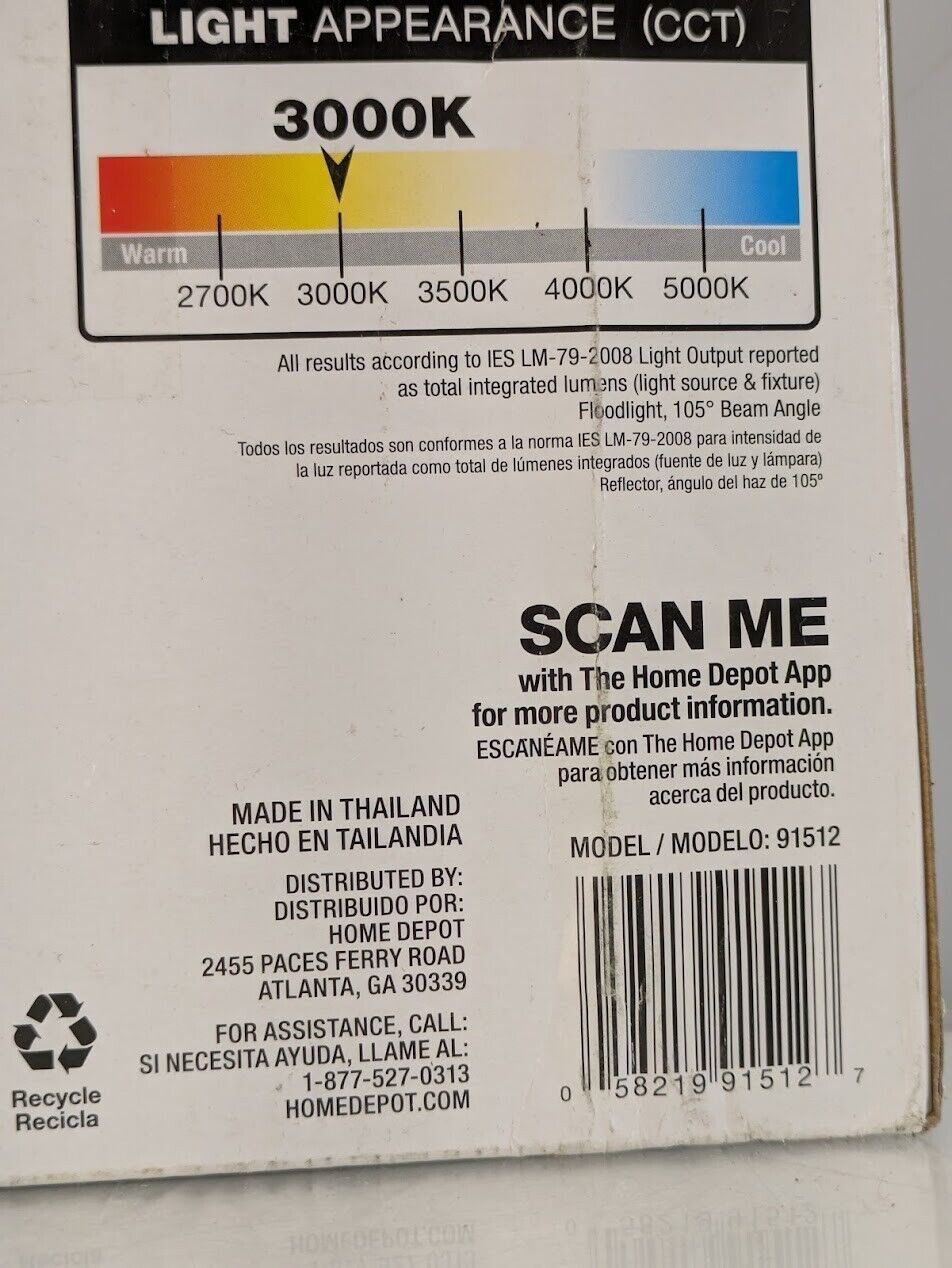 LIGHT APPEARANCE (CCT)
3000K
Warm
Cool
2700K 3000K 3500K 4000K 5000K
All results according to IES LM-79-2008 Light Output reported
as total integrated lumens (light source & fixture)
Floodlight, 105° Beam Angle
Todos los resultados son conformes a la norma IES LM-79-2008 para intensidad de
la luz reportada como total de lúmenes integrados (fuente de luz y lámpara)
Reflector, ángulo del haz de 105º
SCAN ME
with The Home Depot App
for more product information.
ESCANÉAME con The Home Depot App
para obtener más información
acerca del producto.
MADE IN THAILAND
HECHO EN TAILANDIA
DISTRIBUTED BY:
DISTRIBUIDO POR:
HOME DEPOT
2455 PACES FERRY ROAD
ATLANTA, GA 30339
FOR ASSISTANCE, CALL:
SI NECESITA AYUDA, LLAME AL:
1-877-527-0313
HOMEDEPOT.COM
Recycle
Recicla
MODEL / MODELO: 91512
0 58219 91512 7